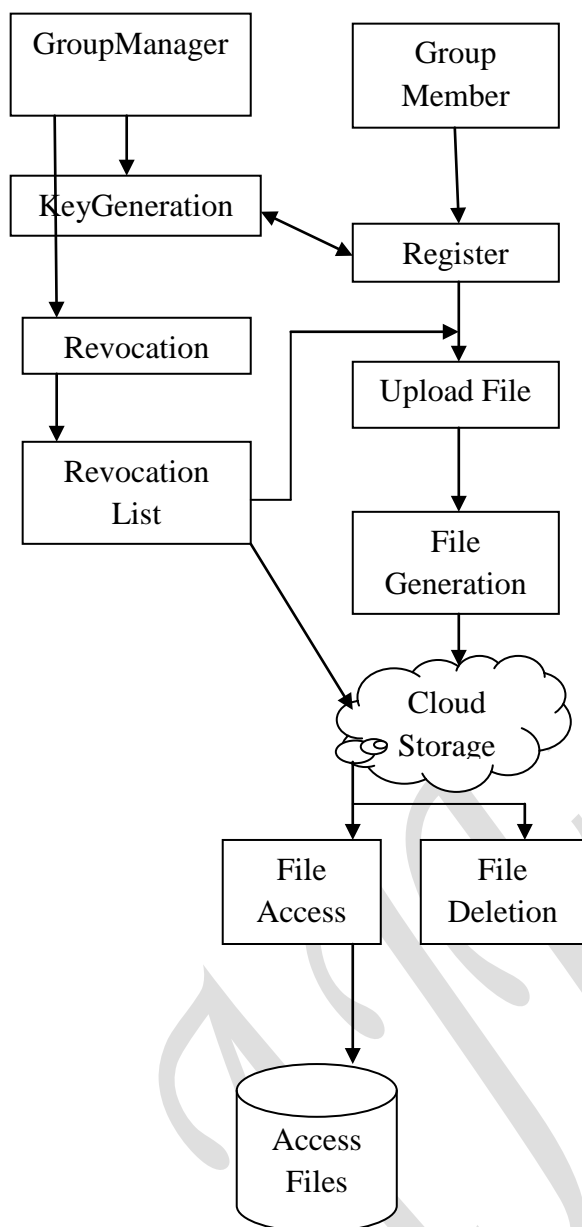 GroupManager
Group
Member
KeyGeneration
Register
Revocation
Upload File
Revocation
List
File
Generation
Cloud
Storage
File
Access
File
Deletion
Access
Files